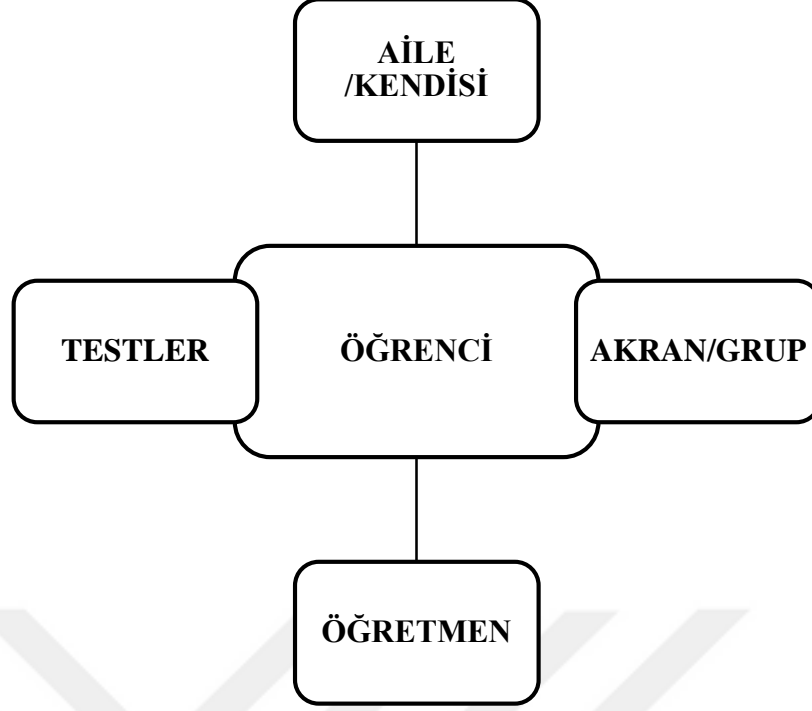 AİLE
/KENDİSİ
TESTLER
ÖĞRENCİ
AKRAN/GRUP
ÖĞRETMEN